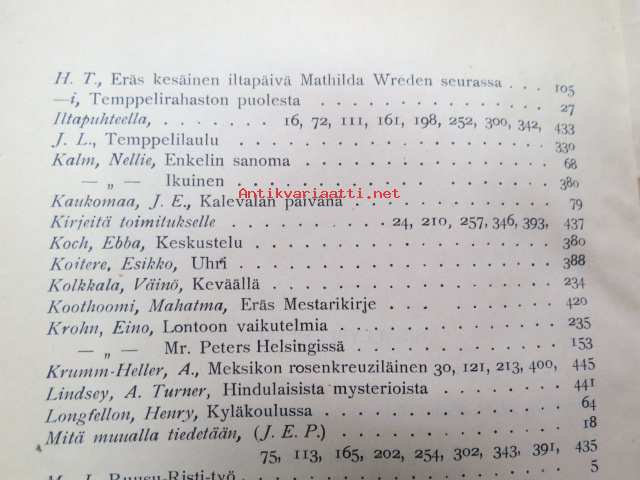 H. T., Eräs kesäinen iltapäivä Mathilda Wreden seurassa . . . 105
—i, Temppelirahaston puolesta . . . . . . . . . . . . . . 27
Iltapuhteella, . . . . . . . 16, 72, 111, 161, 198, 252, 300, 342, 433
J. L., Temppelilaulu . . . . . . . . . . . . . . . . . . 330
Kalm, Nellie, Enkelin sanoma . . . . . . . . . . . . . . 68
— „ — Ikuinen . . . . . . . . . . . . . . . . . . 380
Antikvariaatti.net
Kaukomaa, J. E., Kalevalan päivänä . . . . . . . . . . . 79
Kirjeitä toimitukselle . . . . . . . . 24, 210, 257, 346, 393, 437
Koch, Ebba, Keskustelu . . . . . . . . . . . . . . . . . 380
Koitere, Esikko, Uhri . . . . . . . . . . . . . . . . . . 388
Kolkkala, Väinö, Keväällä . . . . . . . . . . . . . . . . 234
Koothoomi, Mahatma, Eräs Mestarikirje . . . . . . . . . . 420
Krohn, Eino, Lontoon vaikutelmia . . . . . . . . . . . . 235
— „ — Mr. Peters Helsingissä . . . . . . . . . . . 153
Krumm-Heller, A., Meksikon rosenkreuziläinen 30, 121, 213, 400, 445
Lindsey, A. Turner, Hindulaisista mysterioista . . . . . . 441
Longfellon, Henry, Kyläkoulussa . . . . . . . . . . . . . 64
Mitä muualla tiedetään, (J. E. P.) . . . . . . . . . . . . 18
75, 113, 165, 202, 254, 302, 343, 391, 435
Ruusu-Risti-työ . . . . . . . . . . . . . . . . 5